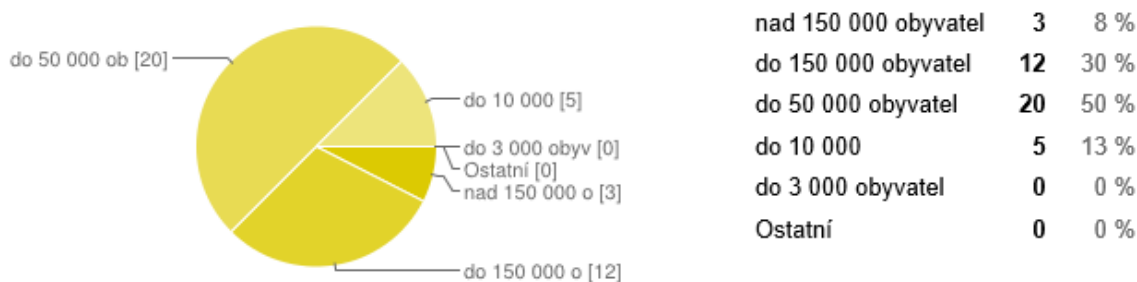 do 50 000 ob [20]
do 10 000 [5]
do 3 000 obyv [0]
Ostatní [0]
nad 150 000 o [3]
do 150 000 o [12]
nad 150 000 obyvatel 3 8 %
do 150 000 obyvatel 12 30 %
do 50 000 obyvatel 20 50 %
do 10 000 5 13 %
do 3 000 obyvatel 0 0 %
Ostatní 0 0 %